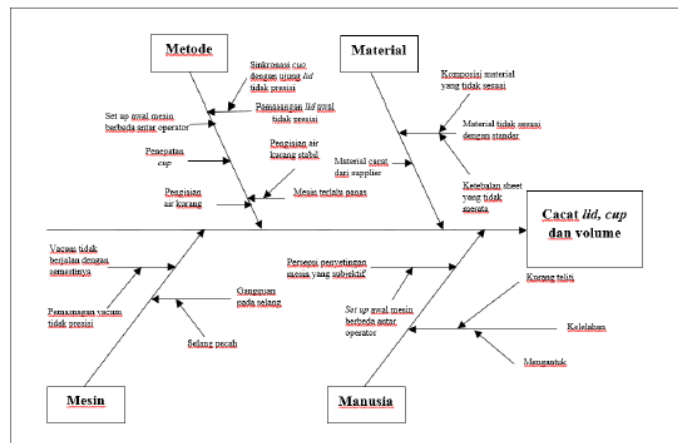 Metode
Material
Sinkronasi cup
dengan ujung lid
tidak presisi
Pemasangan lid awal
tidak presisi
Set up awal mesin
berbeda antar operator
Penepatan
cup
Pengisian air
kurang stabil
Mesin terlalu panas
Pengisian
air kurang
Komposisi material
yang tidak sesuai
Material tidak sesuai
dengan standar
Material cacat
dari supplier
Ketebalan sheet
yang tidak
merata
Cacat lid, cup
dan volume
Vacum tidak
berjalan dengan
semestinya
Pemasangan vacum
tidak presisi
Gangguan
pada selang
Selang pecah
Persepsi penyetingan
mesin yang subjektif
Set up awal mesin
berbeda antar
operator
Kurang teliti
Kelelahan
Mengantuk
Mesin
Manusia